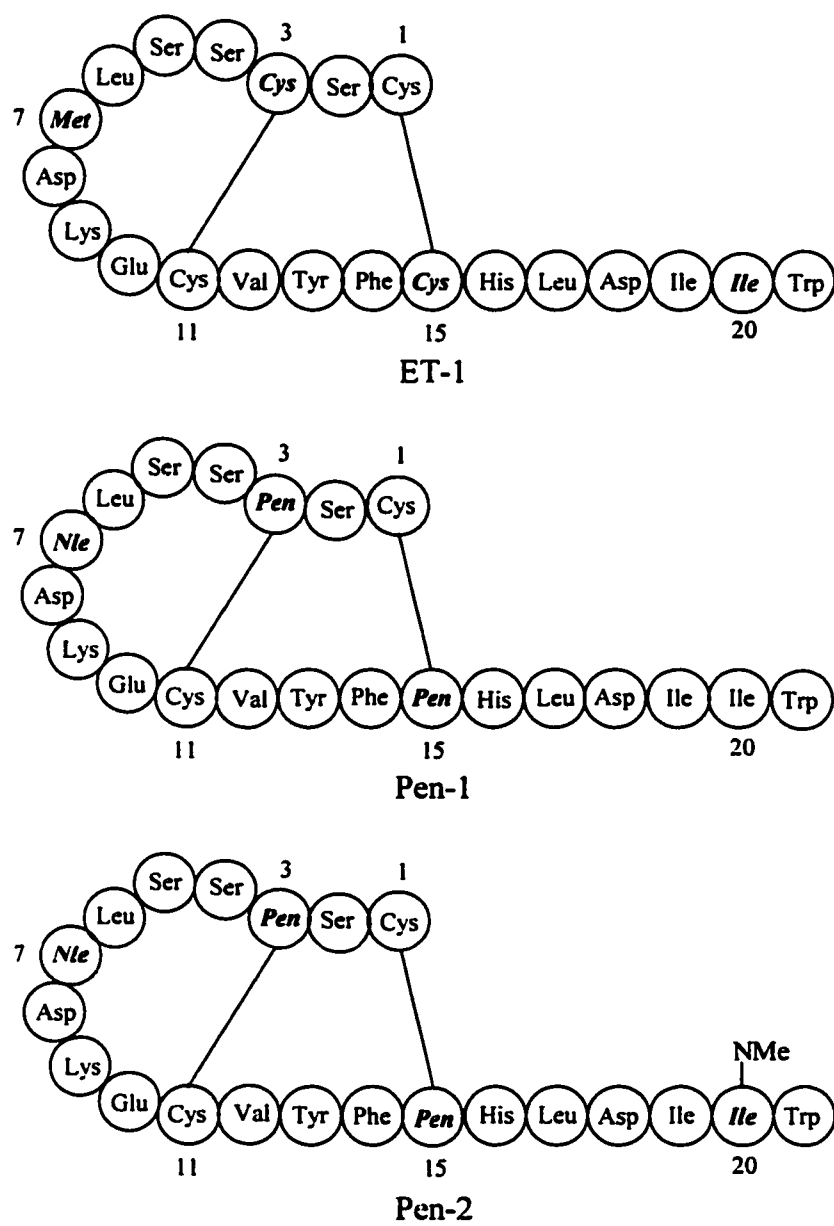 3 1
Leu Ser Ser Cys Ser Cys
7 Met
Asp
Lys
Glu Cys Val Tyr Phe Cys His Leu Asp Ile Ile Trp
11 15 20
ET-1
3 1
Leu Ser Ser Pen Ser Cys
7 Nle
Asp
Lys
Glu Cys Val Tyr Phe Pen His Leu Asp Ile Ile Trp
11 15 20
Pen-1
3 1
Leu Ser Ser Pen Ser Cys
7 Nle
Asp
Lys
NMe
Glu Cys Val Tyr Phe Pen His Leu Asp Ile Ile Trp
11 15 20
Pen-2